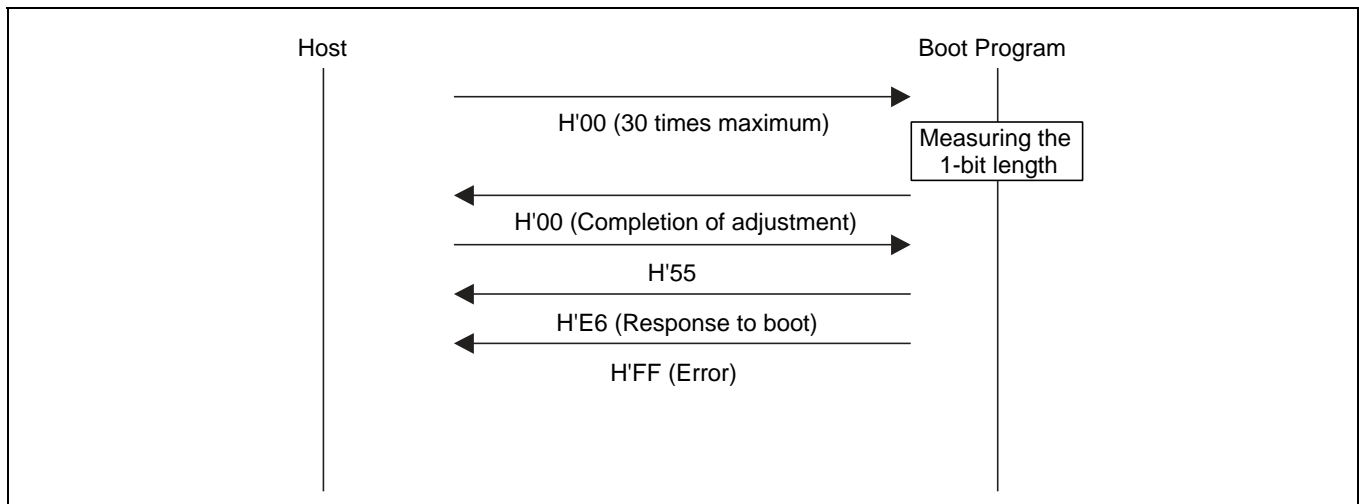 Host
Boot Program
H'00 (30 times maximum)
Measuring the
1-bit length
H'00 (Completion of adjustment)
H'55
H'E6 (Response to boot)
H'FF (Error)